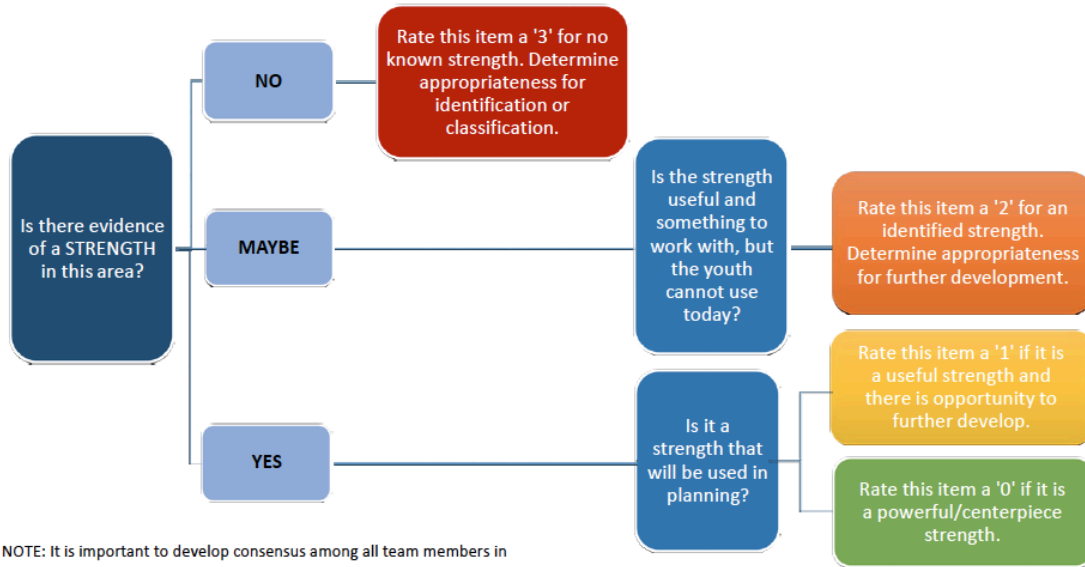 Is there evidence
of a STRENGTH
in this area?
NO
Rate this item a '3' for no
known strength. Determine
appropriateness for
identification or
classification.
MAYBE
Is the strength
useful and
something to
work with, but
the youth
cannot use
today?
Rate this item a '2' for an
identified strength.
Determine appropriateness
for further development.
YES
Is it a
strength that
will be used in
planning?
Rate this item a '1' if it is
a useful strength and
there is opportunity to
further develop.
Rate this item a '0' if it is
a powerful/centerpiece
strength.
NOTE: It is important to develop consensus among all team members in